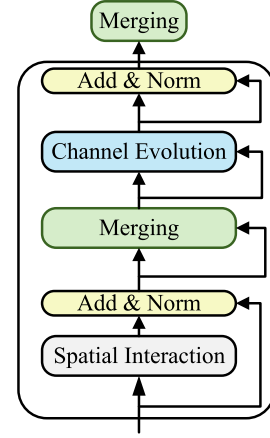 Merging
Add & Norm
Channel Evolution
Merging
Add & Norm
Spatial Interaction